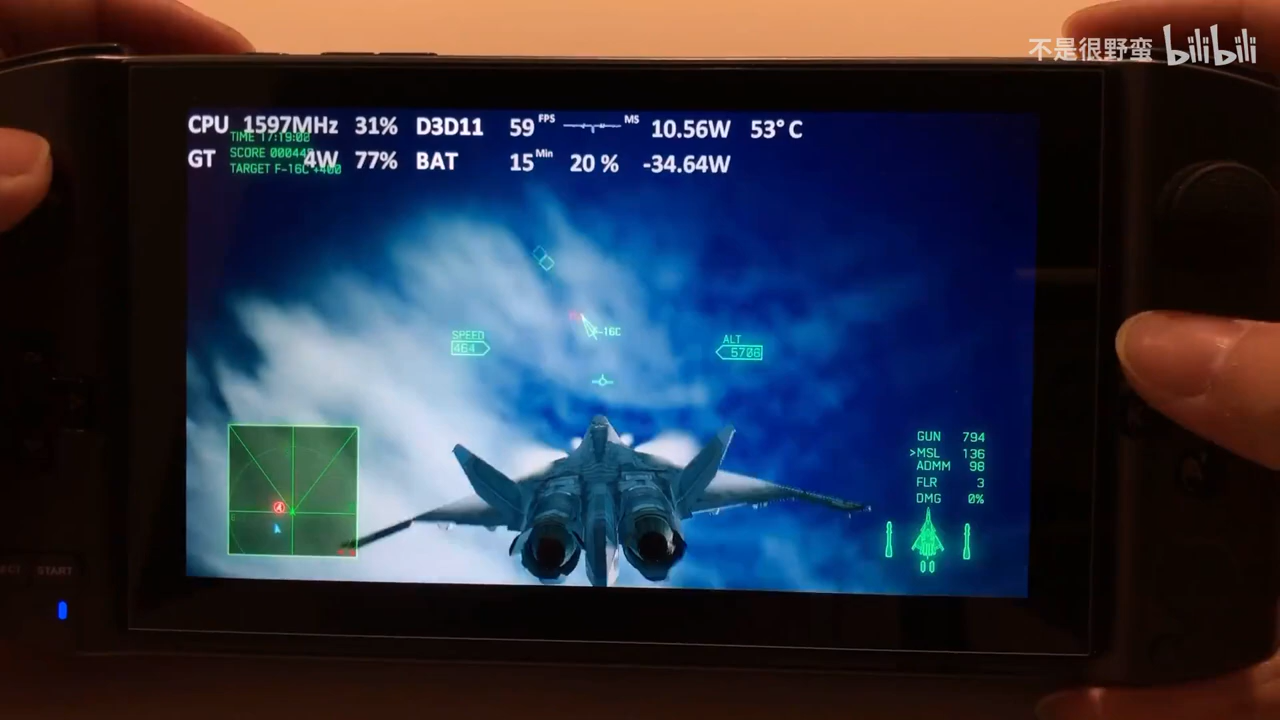 不是很野蛮 bilibili
CPU 1597MHz 31% D3D11 59 FPS MS 10.56W 53°C
TIME 17:19:00
SCORE 00044
GT 4W 77% BAT 15 Min 20 % -34.64W
TARGET F-16C +400
F-16C
SPEED
464
ALT
5706
GUN 794
>MSL 136
ADMM 98
FLR 3
DMG 0%
START